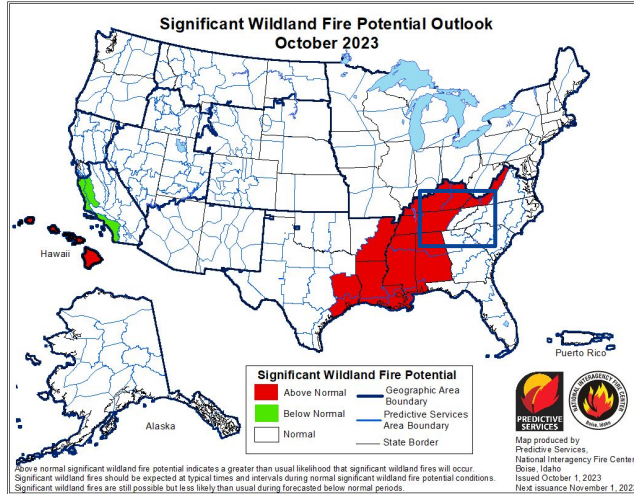 Significant Wildland Fire Potential Outlook
October 2023
Hawaii
Puerto Rico
Alaska
Significant Wildland Fire Potential
Above Normal
Below Normal
Normal
Geographic Area
Boundary
Predictive Services
Area Boundary
State Border
PREDICTIVE
SERVICES
NATIONAL INTERAGENCY FIRE CENTER
Boise, Idaho
Map produced by
Predictive Services,
National Interagency Fire Center
Boise, Idaho
Issued October 1, 2023
Next issuance November 1, 2023
Above normal significant wildland fire potential indicates a greater than usual likelihood that significant wildland fires will occur.
Significant wildland fires should be expected at typical times and intervals during normal significant wildland fire potential conditions.
Significant wildland fires are still possible but less likely than usual during forecasted below normal periods.